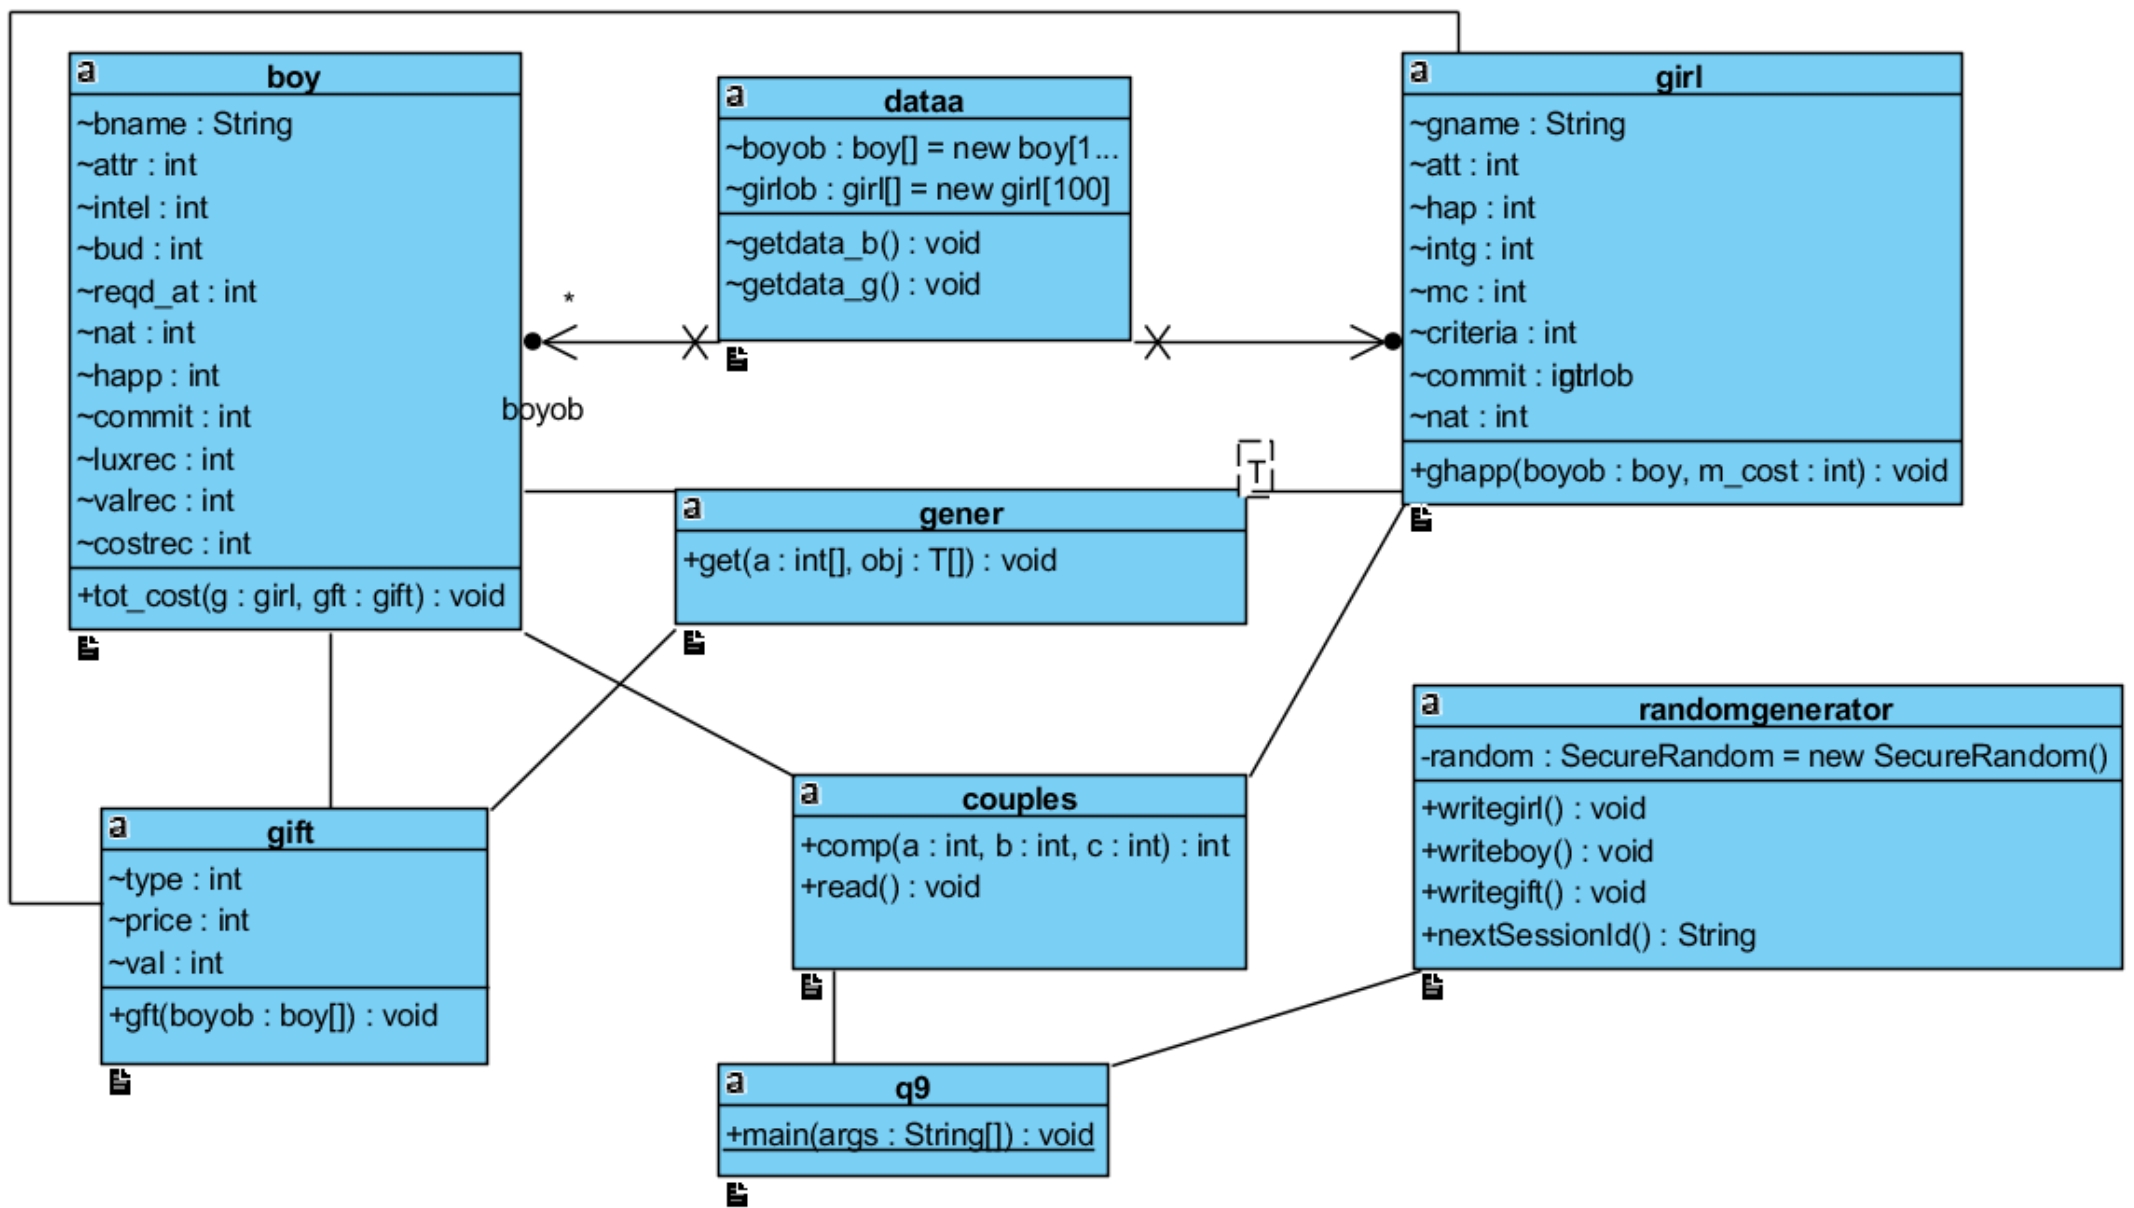 boy
~bname : String
~attr : int
~intel : int
~bud : int
~reqd_at : int
~nat : int
~happ : int
~commit : int
~luxrec : int
~valrec : int
~costrec : int
+tot_cost(g : girl, gft : gift) : void
dataa
~boyob : boy[] = new boy[1...
~girlob : girl[] = new girl[100]
~getdata_b() : void
~getdata_g() : void
girl
~gname : String
~att : int
~hap : int
~intg : int
~mc : int
~criteria : int
~commit :
~nat : int
+ghapp(boyob : boy, m_cost : int) : void
*
boyob
T
gener
+get(a : int[], obj : T[]) : void
gift
~type : int
~price : int
~val : int
+gft(boyob : boy[]) : void
couples
+comp(a : int, b : int, c : int) : int
+read() : void
randomgenerator
-random : SecureRandom = new SecureRandom()
+writegirl() : void
+writeboy() : void
+writegift() : void
+nextSessionId() : String
q9
+main(args : String[]) : void